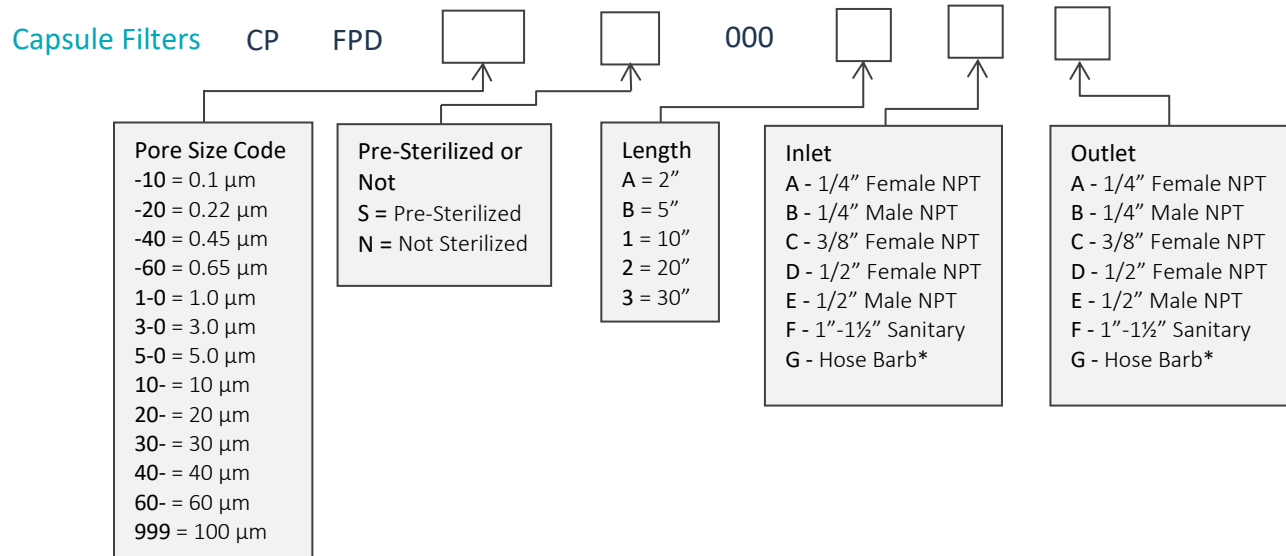 Capsule Filters CP FPD 000
Pore Size Code
-10 = 0.1 µm
-20 = 0.22 µm
-40 = 0.45 µm
-60 = 0.65 µm
1-0 = 1.0 µm
3-0 = 3.0 µm
5-0 = 5.0 µm
10- = 10 µm
20- = 20 µm
30- = 30 µm
40- = 40 µm
60- = 60 µm
999 = 100 µm
Pre-Sterilized or
Not
S = Pre-Sterilized
N = Not Sterilized
Length
A = 2”
B = 5”
1 = 10”
2 = 20”
3 = 30”
Inlet
A - 1/4” Female NPT
B - 1/4” Male NPT
C - 3/8” Female NPT
D - 1/2” Female NPT
E - 1/2” Male NPT
F - 1”-1½” Sanitary
G - Hose Barb*
Outlet
A - 1/4” Female NPT
B - 1/4” Male NPT
C - 3/8” Female NPT
D - 1/2” Female NPT
E - 1/2” Male NPT
F - 1”-1½” Sanitary
G - Hose Barb*